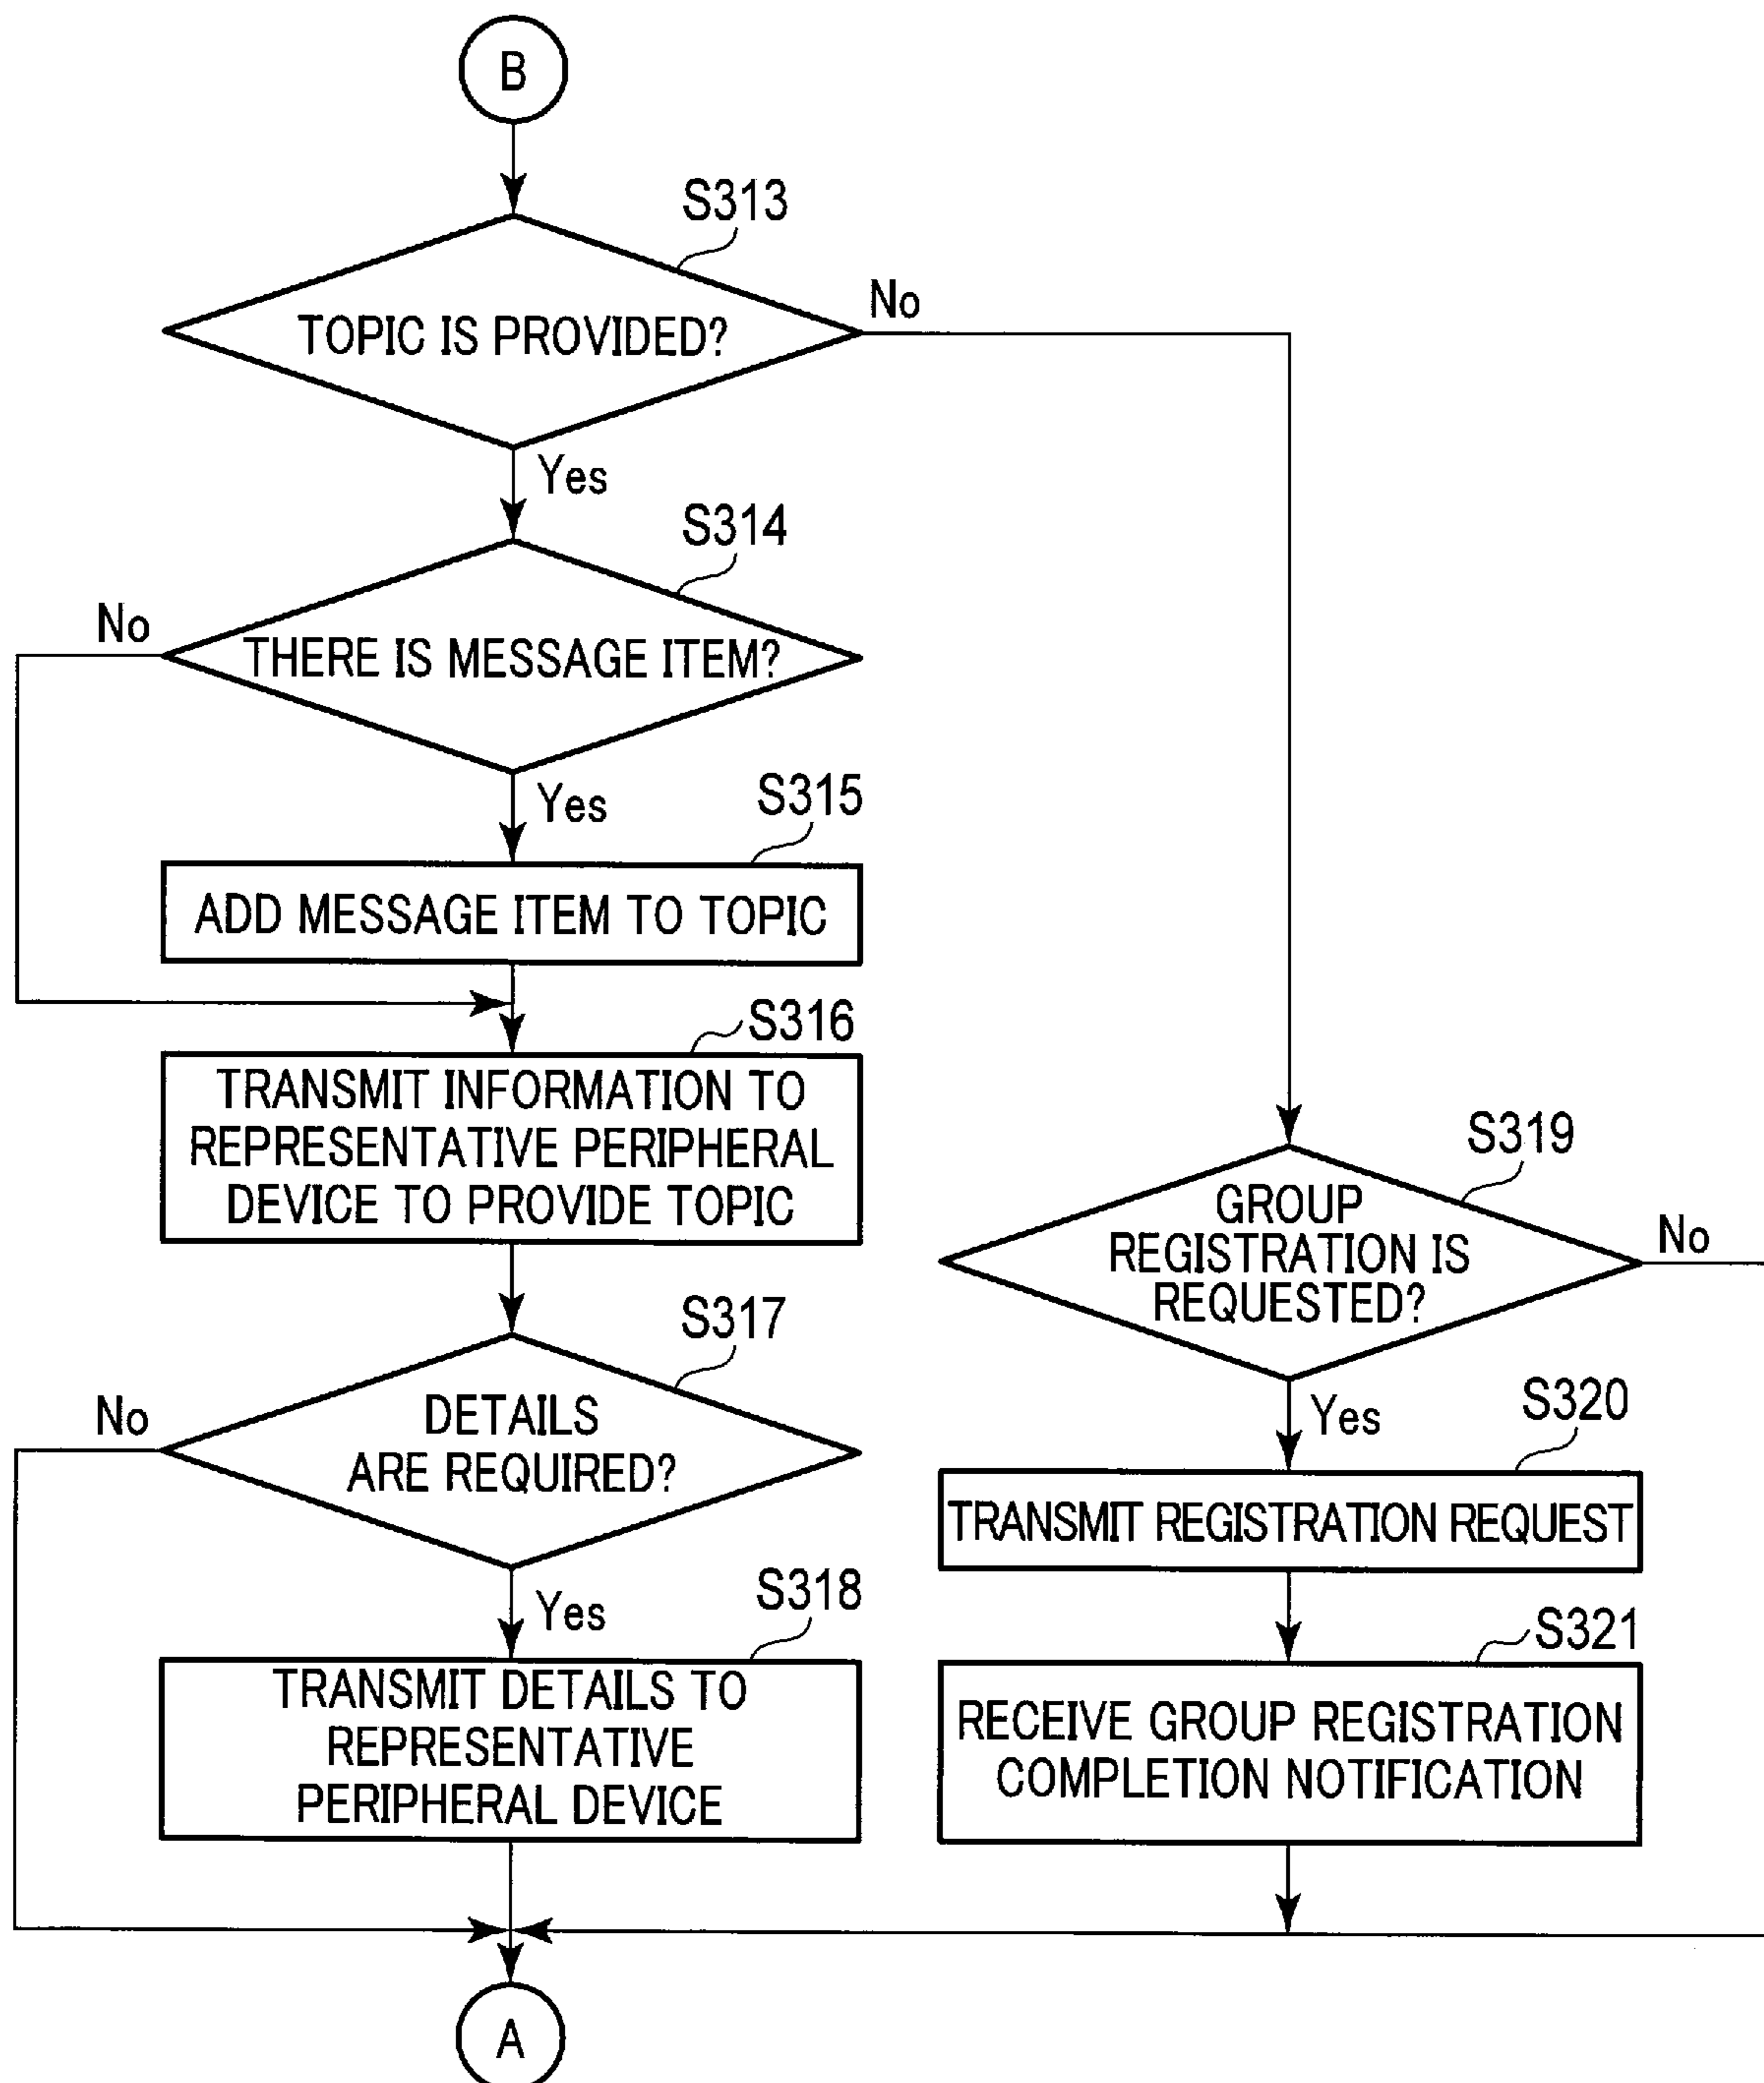 B
S313
TOPIC IS PROVIDED?
No
Yes
S314
THERE IS MESSAGE ITEM?
No
Yes
S315
ADD MESSAGE ITEM TO TOPIC
S316
TRANSMIT INFORMATION TO
REPRESENTATIVE PERIPHERAL
DEVICE TO PROVIDE TOPIC
S317
DETAILS
ARE REQUIRED?
No
Yes
S318
TRANSMIT DETAILS TO
REPRESENTATIVE
PERIPHERAL DEVICE
S319
GROUP
REGISTRATION IS
REQUESTED?
No
Yes
S320
TRANSMIT REGISTRATION REQUEST
S321
RECEIVE GROUP REGISTRATION
COMPLETION NOTIFICATION
A